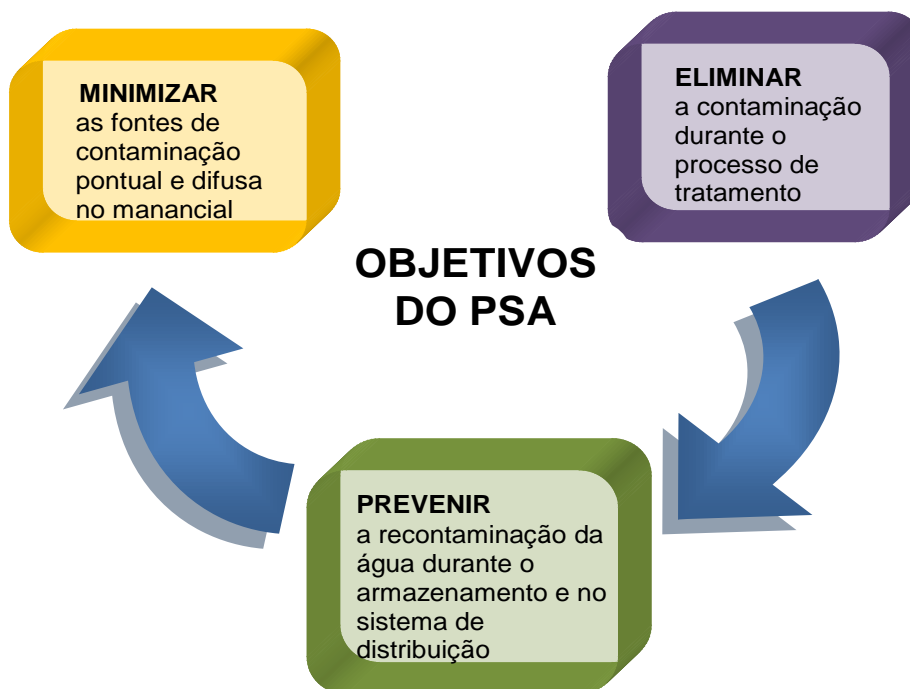 MINIMIZAR
as fontes de
contaminação
pontual e difusa
no manancial
ELIMINAR
a contaminação
durante o
processo de
tratamento
OBJETIVOS
DO PSA
PREVENIR
a recontaminação da
água durante o
armazenamento e no
sistema de
distribuição